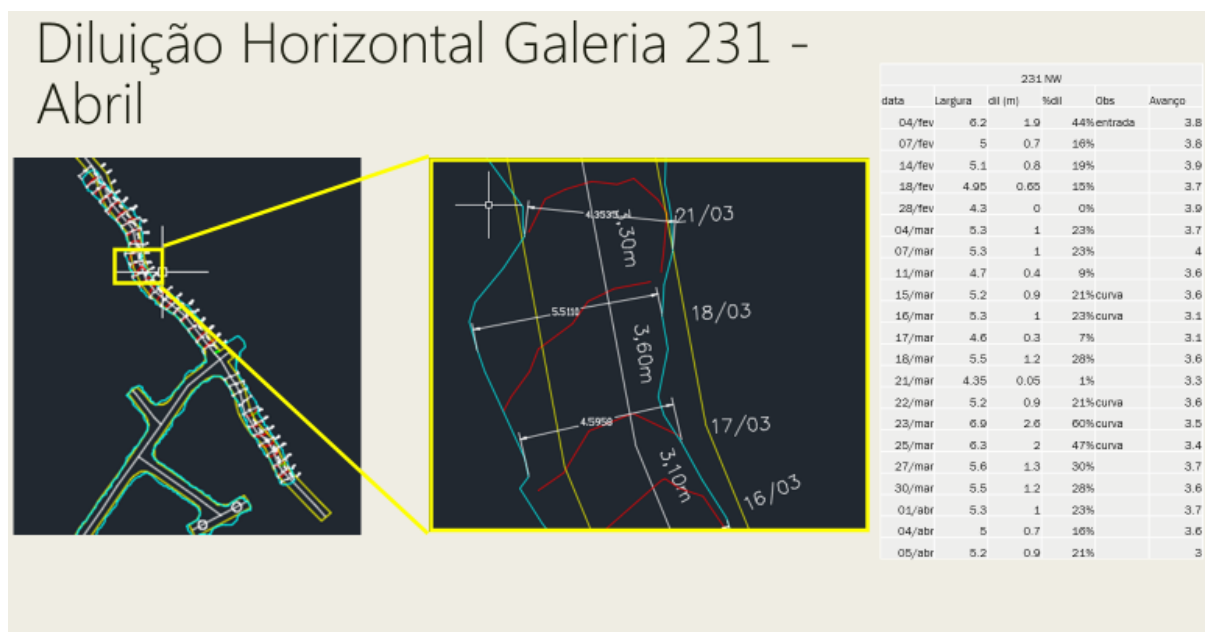 Diluição Horizontal Galeria 231 -
Abril
4.3535
3,30m
21/03
5.5110
18/03
3,60m
4.5958
17/03
3,10m
16/03
231 NW
data Largura dil (m) %dil Obs Avanço
04/fev 6.2 1.9 44% entrada 3.8
07/fev 5 0.7 16% 3.8
14/fev 5.1 0.8 19% 3.9
18/fev 4.95 0.65 15% 3.7
28/fev 4.3 0 0% 3.9
04/mar 5.3 1 23% 3.7
07/mar 5.3 1 23% 4
11/mar 4.7 0.4 9% 3.6
15/mar 5.2 0.9 21% curva 3.6
16/mar 5.3 1 23% curva 3.1
17/mar 4.6 0.3 7% 3.1
18/mar 5.5 1.2 28% 3.6
21/mar 4.35 0.05 1% 3.3
22/mar 5.2 0.9 21% curva 3.6
23/mar 6.9 2.6 60% curva 3.5
25/mar 6.3 2 47% curva 3.4
27/mar 5.6 1.3 30% 3.7
30/mar 5.5 1.2 28% 3.6
01/abr 5.3 1 23% 3.7
04/abr 5 0.7 16% 3.6
05/abr 5.2 0.9 21% 3